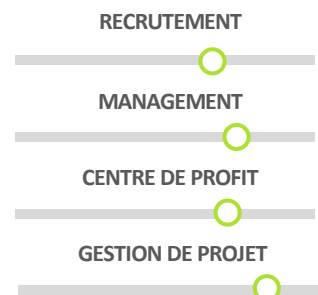 RECRUTEMENT
MANAGEMENT
CENTRE DE PROFIT
GESTION DE PROJET